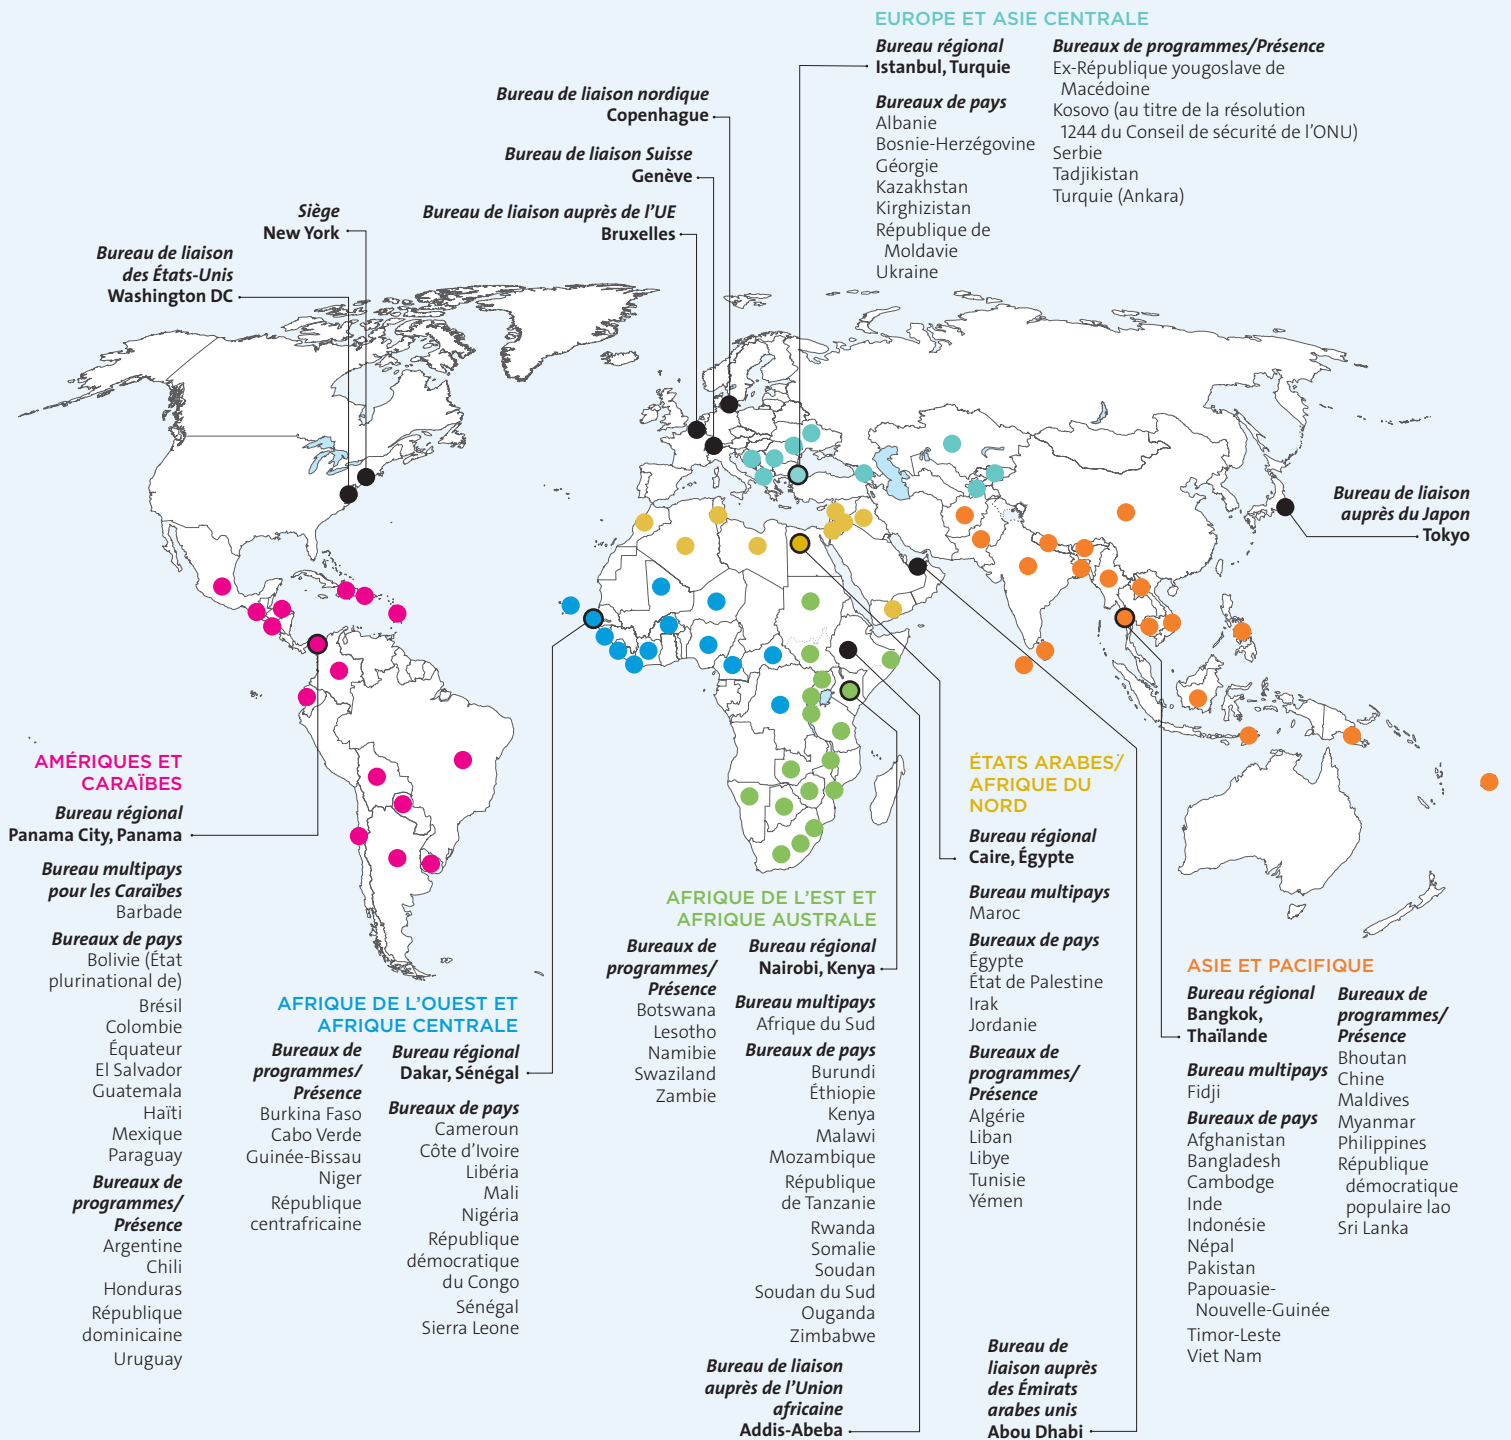 EUROPE ET ASIE CENTRALE
Bureau régional
Istanbul, Turquie
Bureaux de pays
Albanie
Bosnie-Herzégovine
Géorgie
Kazakhstan
Kirghizistan
République de
Moldavie
Ukraine
Bureaux de programmes/Présence
Ex-République yougoslave de
Macédoine
Kosovo (au titre de la résolution
1244 du Conseil de sécurité de l’ONU)
Serbie
Tadjikistan
Turquie (Ankara)
Bureau de liaison nordique
Copenhague
Bureau de liaison Suisse
Genève
Bureau de liaison auprès de l’UE
Bruxelles
Siège
New York
Bureau de liaison
des États-Unis
Washington DC
Bureau de liaison
auprès du Japon
Tokyo
AMÉRIQUES ET
CARAÏBES
Bureau régional
Panama City, Panama
Bureau multipays
pour les Caraïbes
Barbade
Bureaux de pays
Bolivie (État
plurinational de)
Brésil
Colombie
Équateur
El Salvador
Guatemala
Haïti
Mexique
Paraguay
Bureaux de
programmes/
Présence
Argentine
Chili
Honduras
République
dominicaine
Uruguay
AFRIQUE DE L’OUEST ET
AFRIQUE CENTRALE
Bureaux de
programmes/
Présence
Burkina Faso
Cabo Verde
Guinée-Bissau
Niger
République
centrafricaine
Bureau régional
Dakar, Sénégal
Bureaux de pays
Cameroun
Côte d’Ivoire
Libéria
Mali
Nigéria
République
démocratique
du Congo
Sénégal
Sierra Leone
AFRIQUE DE L’EST ET
AFRIQUE AUSTRALE
Bureaux de
programmes/
Présence
Botswana
Lesotho
Namibie
Swaziland
Zambie
Bureau régional
Nairobi, Kenya
Bureau multipays
Afrique du Sud
Bureaux de pays
Burundi
Éthiopie
Kenya
Malawi
Mozambique
République
de Tanzanie
Rwanda
Somalie
Soudan
Soudan du Sud
Ouganda
Zimbabwe
Bureau de liaison
auprès de l’Union
africaine
Addis-Abeba
ÉTATS ARABES/
AFRIQUE DU
NORD
Bureau régional
Caire, Égypte
Bureau multipays
Maroc
Bureaux de pays
Égypte
État de Palestine
Irak
Jordanie
Bureaux de
programmes/
Présence
Algérie
Liban
Libye
Tunisie
Yémen
Bureau de
liaison auprès
des Émirats
arabes unis
Abou Dhabi
ASIE ET PACIFIQUE
Bureau régional
Bangkok,
Thaïlande
Bureau multipays
Fidji
Bureaux de pays
Afghanistan
Bangladesh
Cambodge
Inde
Indonésie
Népal
Pakistan
Papouasie-
Nouvelle-Guinée
Timor-Leste
Viet Nam
Bureaux de
programmes/
Présence
Bhoutan
Chine
Maldives
Myanmar
Philippines
République
démocratique
populaire lao
Sri Lanka